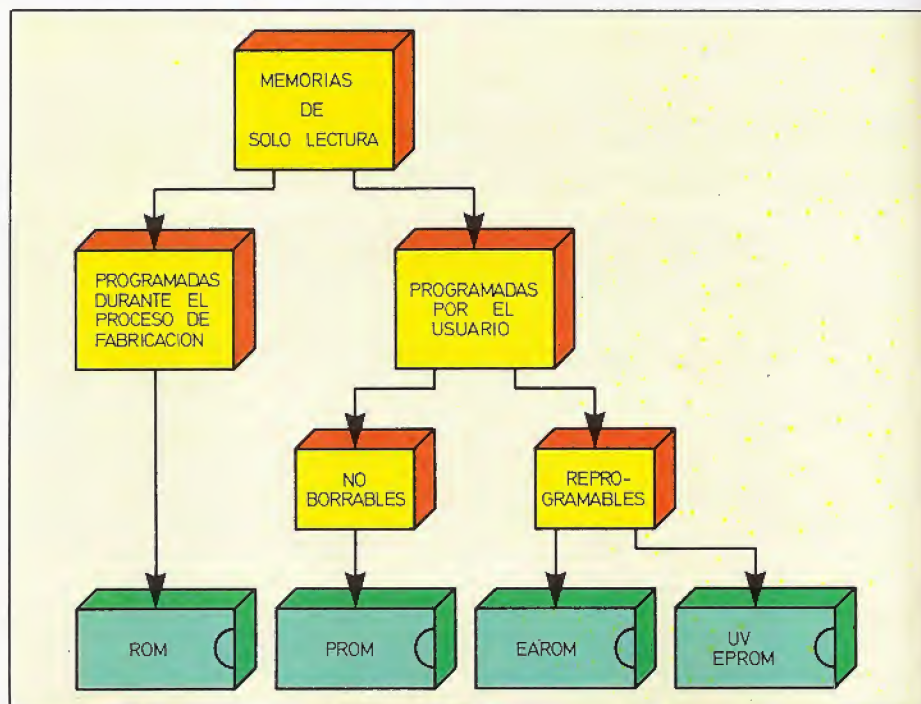 MEMORIAS
DE
SOLO LECTURA
PROGRAMADAS
DURANTE EL
PROCESO DE
FABRICACION
PROGRAMADAS
POR EL
USUARIO
NO
BORRABLES
REPRO-
GRAMABLES
ROM
PROM
EAROM
UV
EPROM